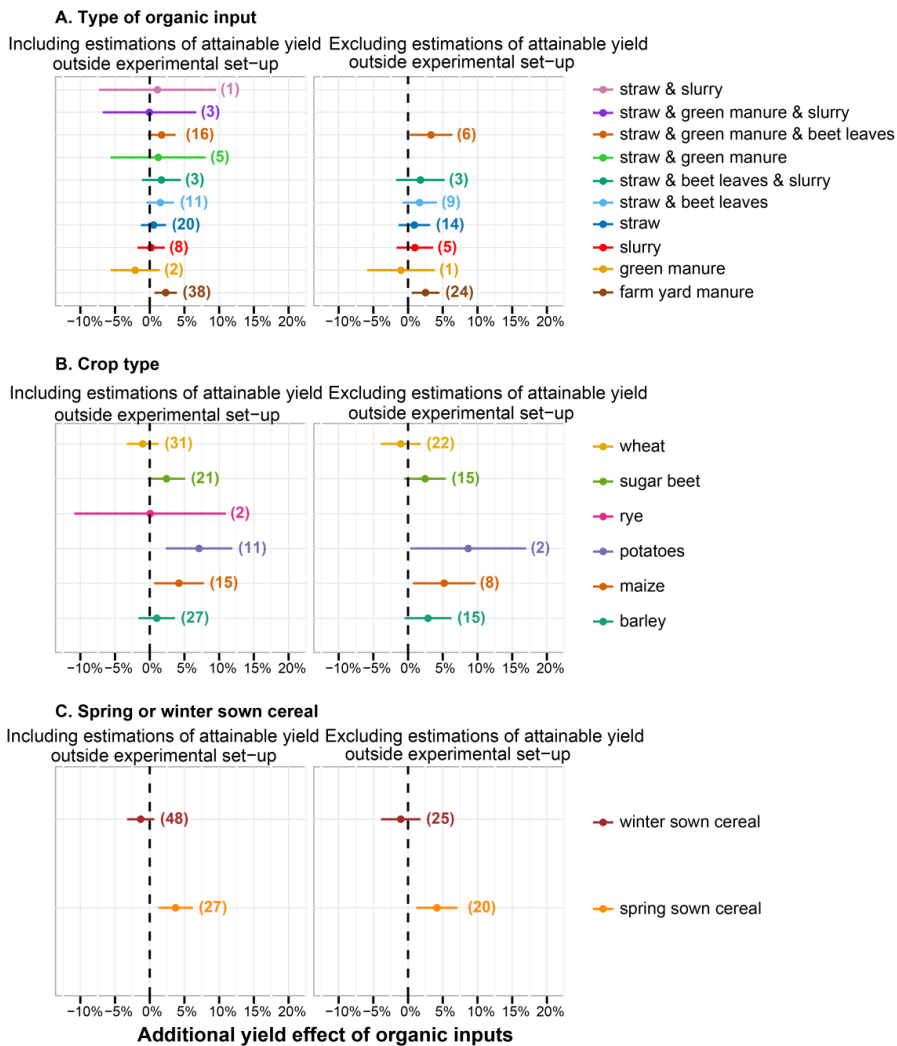 A. Type of organic input
Including estimations of attainable yield
outside experimental set−up
Excluding estimations of attainable yield
outside experimental set−up
(1)
(3)
(16)
(5)
(3)
(11)
(20)
(8)
(2)
(38)
−10% −5% 0% 5% 10% 15% 20%
(6)
(3)
(9)
(14)
(5)
(1)
(24)
−10% −5% 0% 5% 10% 15% 20%
straw & slurry
straw & green manure & slurry
straw & green manure & beet leaves
straw & green manure
straw & beet leaves & slurry
straw & beet leaves
straw
slurry
green manure
farm yard manure
B. Crop type
Including estimations of attainable yield
outside experimental set−up
Excluding estimations of attainable yield
outside experimental set−up
(31)
(21)
(2)
(11)
(15)
(27)
−10% −5% 0% 5% 10% 15% 20%
(22)
(15)
(2)
(8)
(15)
−10% −5% 0% 5% 10% 15% 20%
wheat
sugar beet
rye
potatoes
maize
barley
C. Spring or winter sown cereal
Including estimations of attainable yield
outside experimental set−up
Excluding estimations of attainable yield
outside experimental set−up
(48)
(27)
−10% −5% 0% 5% 10% 15% 20%
(25)
(20)
−10% −5% 0% 5% 10% 15% 20%
winter sown cereal
spring sown cereal
Additional yield effect of organic inputs